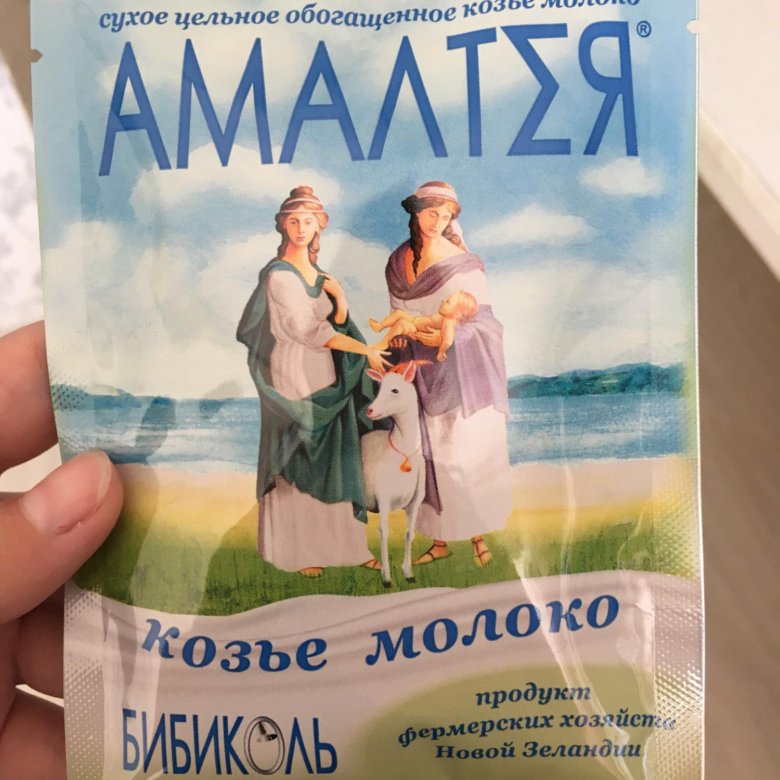 сухое цельное обогащенное козье молоко
АМАЛТЕЯ®
козье молоко
БИБИКОЛЬ
продукт
фермерских хозяйств
Новой Зеландии